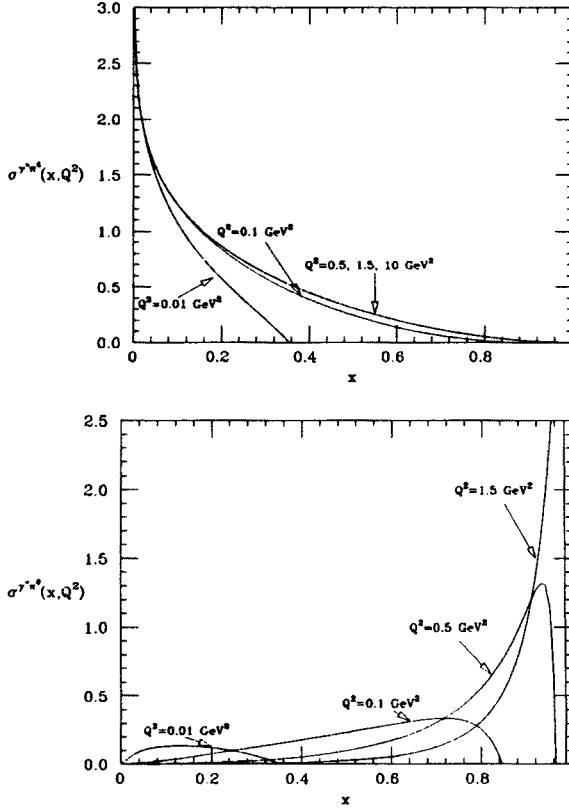 3.0
2.5
2.0
1.5
1.0
0.5
0.0
(x,Q²)
Q²=0.1 GeV²
Q²=0.5, 1.5, 10 GeV²
Q²=0.01 GeV²
0 0.2 0.4 0.6 0.8
x
2.5
2.0
1.5
1.0
0.5
0.0
(x,Q²)
Q²=1.5 GeV²
Q²=0.5 GeV²
Q²=0.1 GeV²
Q²=0.01 GeV²
0 0.2 0.4 0.6 0.8
x